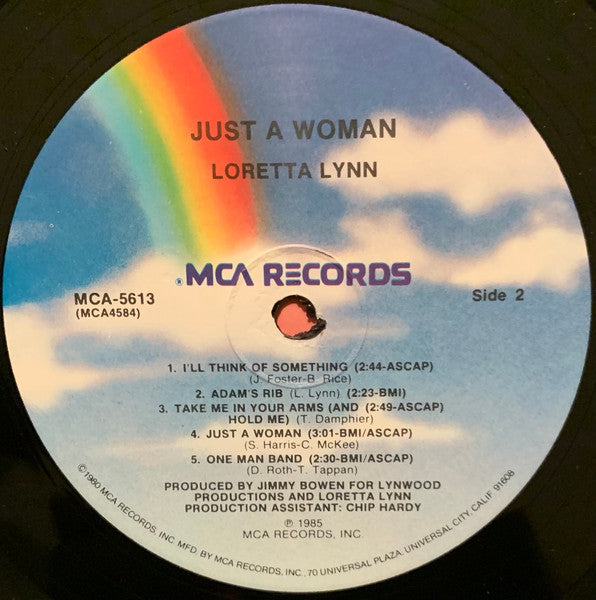 JUST A WOMAN
LORETTA LYNN
® MCA RECORDS
MCA-5613
(MCA4584)
Side 2
1. I'LL THINK OF SOMETHING (2:44-ASCAP)
(J. Foster-B. Rice)
2. ADAM'S RIB (L. Lynn) (2:23-BMI)
3. TAKE ME IN YOUR ARMS (AND (2:49-ASCAP)
HOLD ME) (T. Damphier)
4. JUST A WOMAN (3:01-BMI/ASCAP)
(S. Harris-C. McKee)
5. ONE MAN BAND (2:30-BMI/ASCAP)
(D. Roth-T. Tappan)
PRODUCED BY JIMMY BOWEN FOR LYNWOOD
PRODUCTIONS AND LORETTA LYNN
PRODUCTION ASSISTANT: CHIP HARDY
℗ 1985
MCA RECORDS, INC
©1980 MCA RECORDS, INC. MFD. BY MCA RECORDS, INC., 70 UNIVERSAL PLAZA, UNIVERSAL CITY, CALIF. 91608